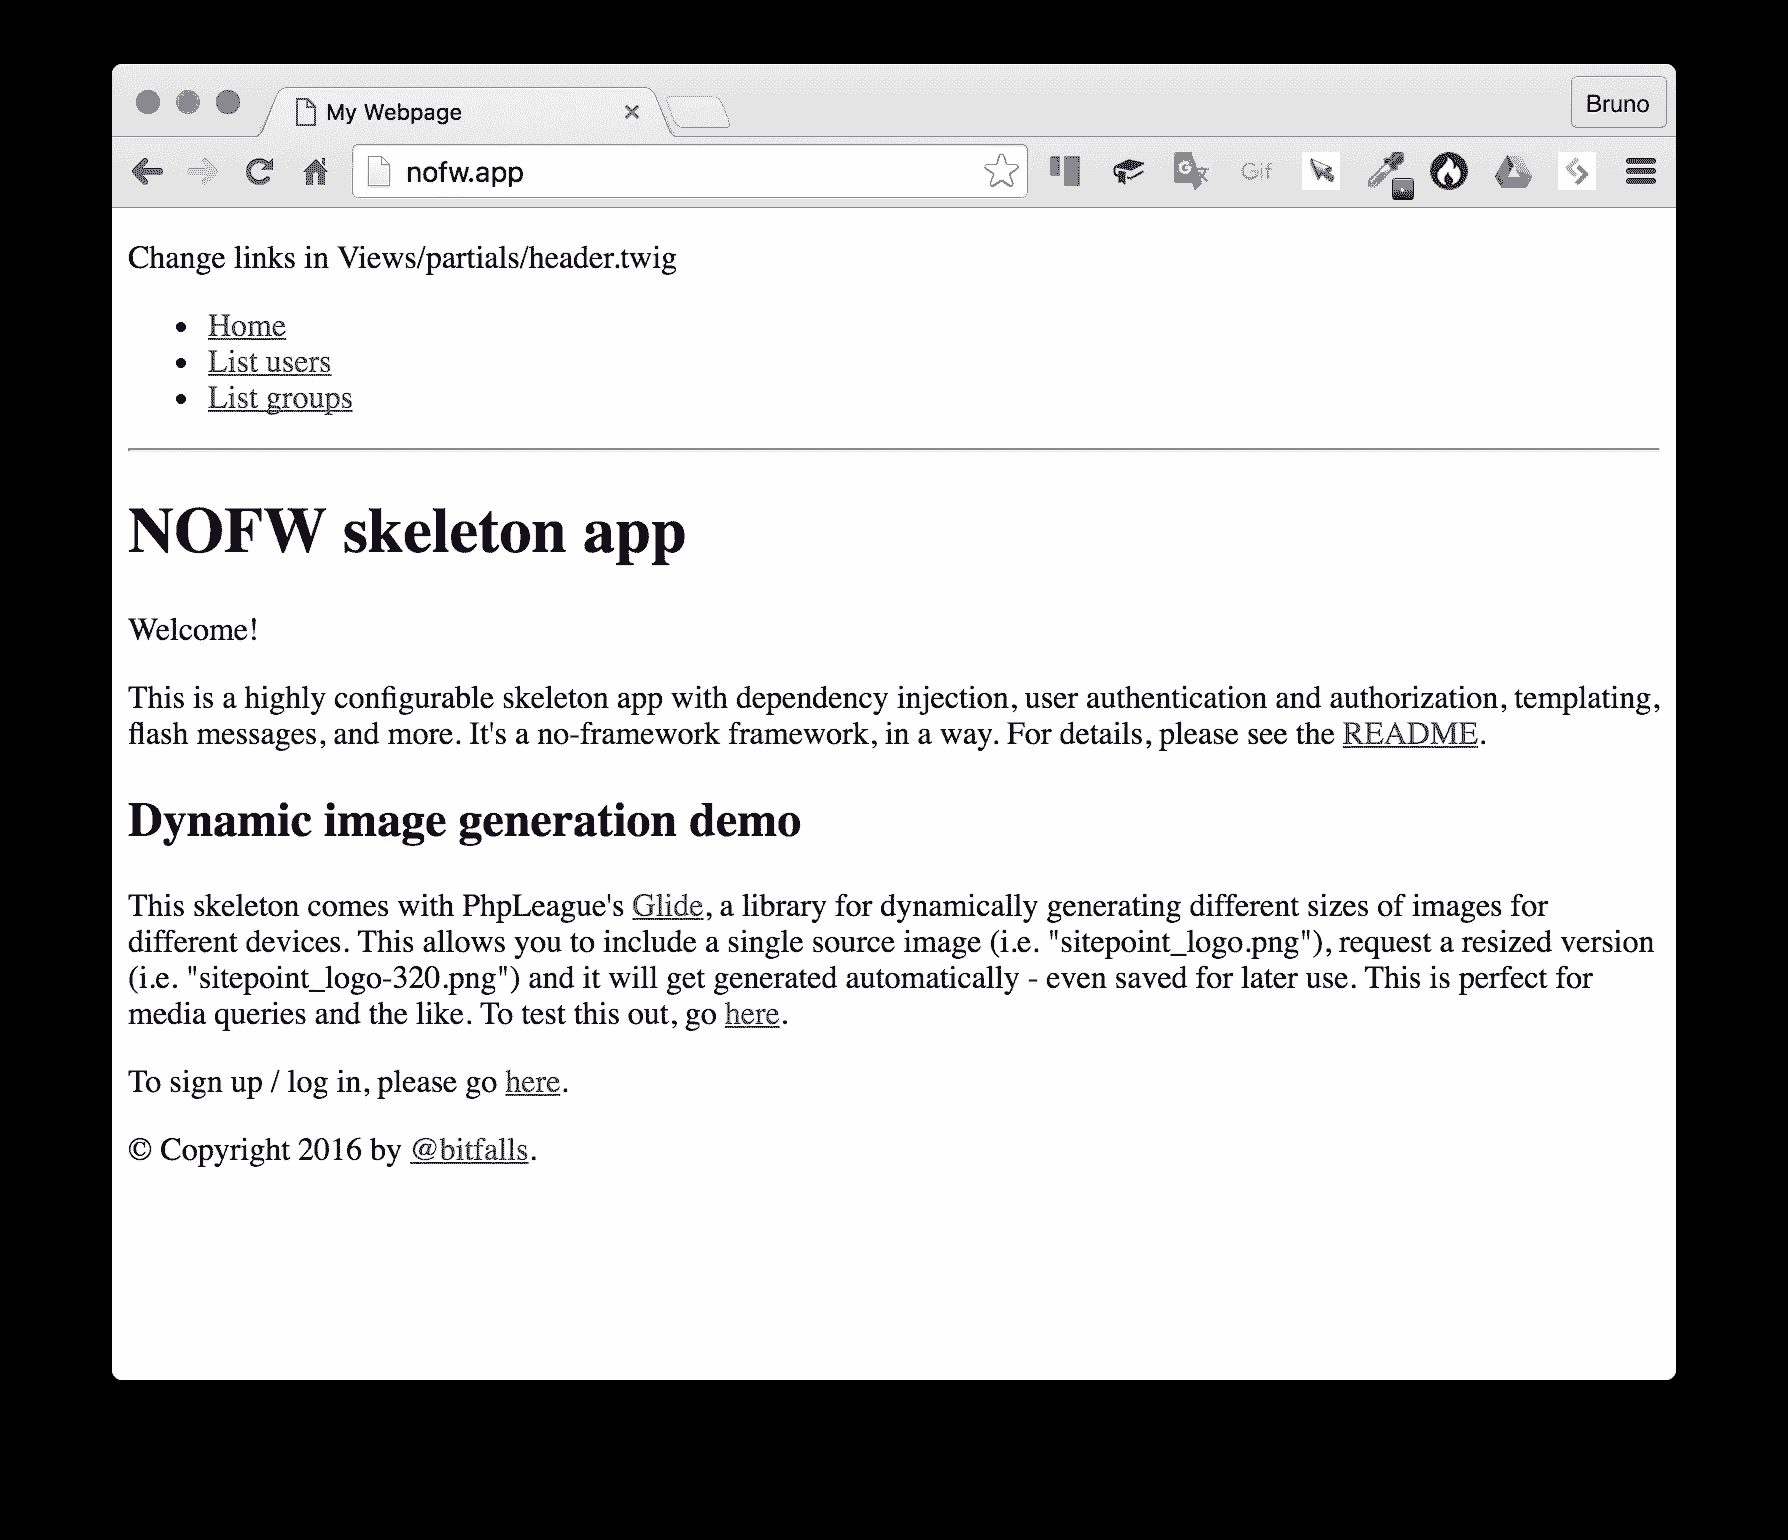 My Webpage
Bruno
nofw.app
Gif
Change links in Views/partials/header.twig
Home
List users
List groups
NOFW skeleton app
Welcome!
This is a highly configurable skeleton app with dependency injection, user authentication and authorization, templating,
flash messages, and more. It's a no-framework framework, in a way. For details, please see the README.
Dynamic image generation demo
This skeleton comes with PhpLeague's Glide, a library for dynamically generating different sizes of images for
different devices. This allows you to include a single source image (i.e. "sitepoint_logo.png"), request a resized version
(i.e. "sitepoint_logo-320.png") and it will get generated automatically - even saved for later use. This is perfect for
media queries and the like. To test this out, go here.
To sign up / log in, please go here.
© Copyright 2016 by @bitfalls.